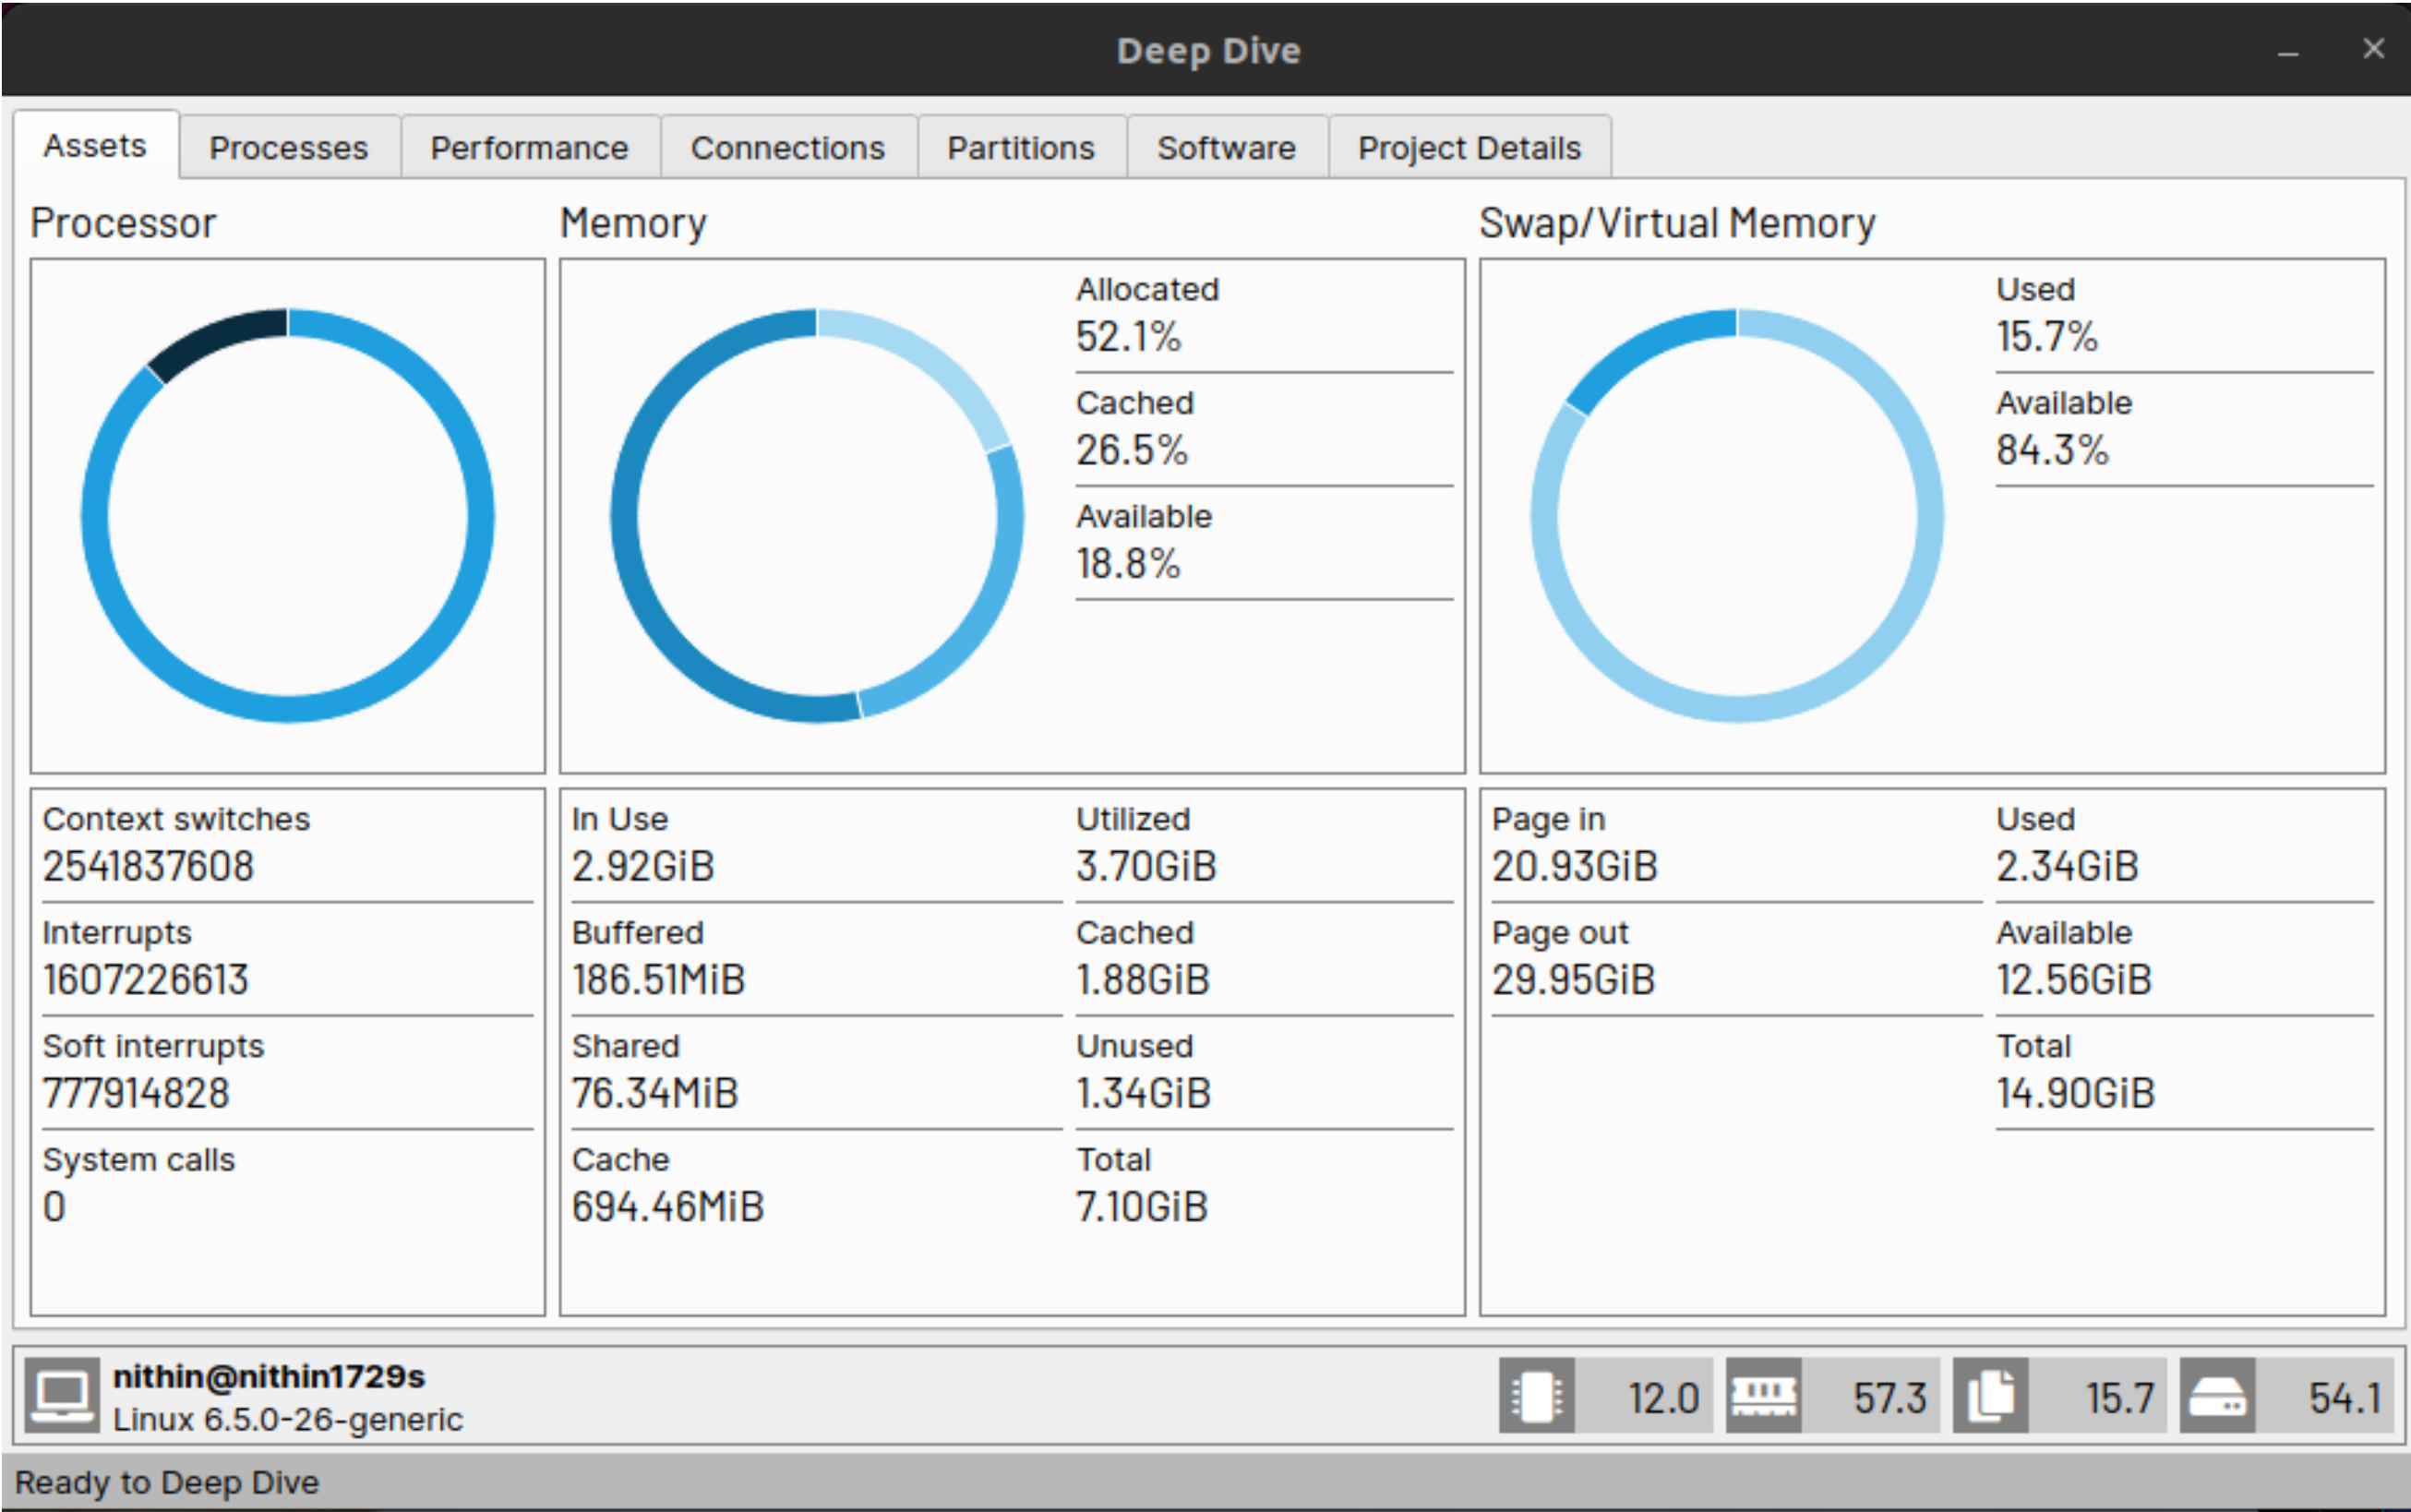 Deep Dive
Assets Processes Performance Connections Partitions Software Project Details
Processor
Memory
Allocated
52.1%
Cached
26.5%
Available
18.8%
Swap/Virtual Memory
Used
15.7%
Available
84.3%
Context switches
2541837608
Interrupts
1607226613
Soft interrupts
777914828
System calls
0
In Use
2.92GiB
Buffered
186.51MiB
Shared
76.34MiB
Cache
694.46MiB
Utilized
3.70GiB
Cached
1.88GiB
Unused
1.34GiB
Total
7.10GiB
Page in
20.93GiB
Page out
29.95GiB
Used
2.34GiB
Available
12.56GiB
Total
14.90GiB
nithin@nithin1729s
Linux 6.5.0-26-generic
12.0 57.3 15.7 54.1
Ready to Deep Dive